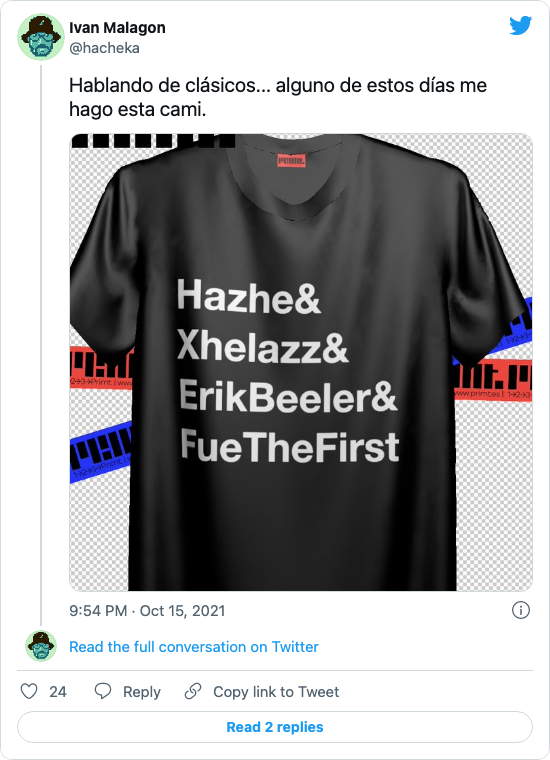 Ivan Malagon
@hacheka
Hablando de clásicos... alguno de estos días me
hago esta cami.
Hazhe&
Xhelazz&
ErikBeeler&
FueTheFirst
9:54 PM · Oct 15, 2021
Read the full conversation on Twitter
24
Reply
Copy link to Tweet
Read 2 replies